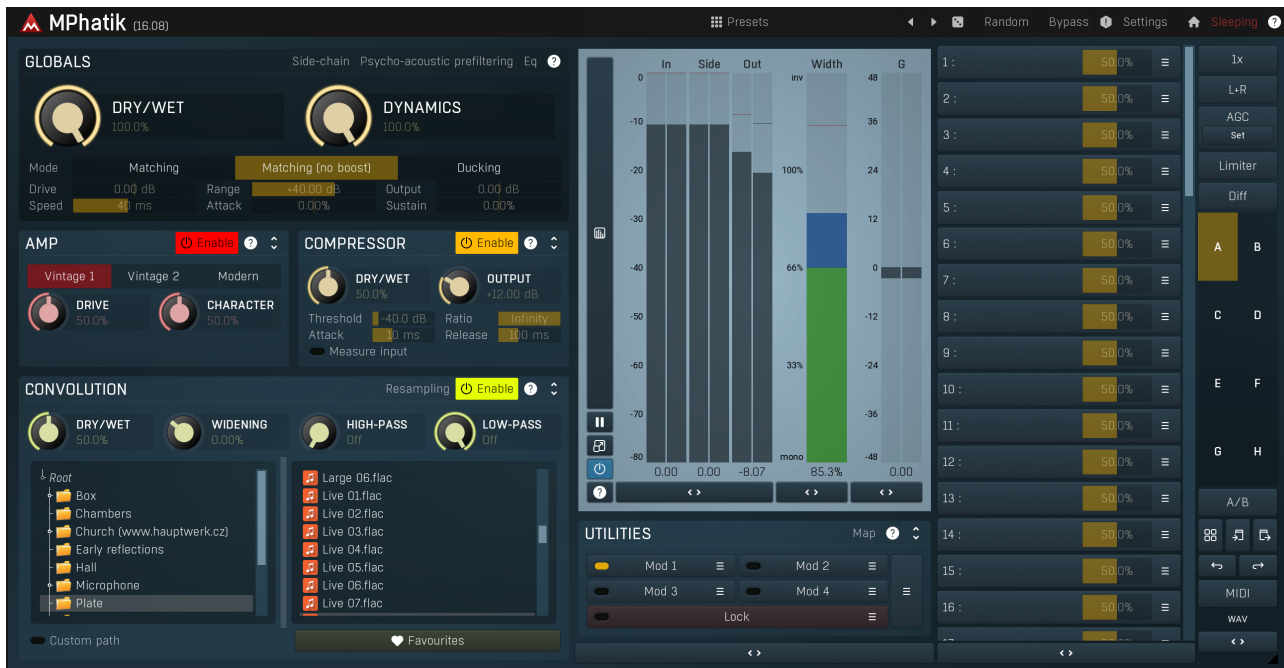 MPhatik (16.08) Presets Random Bypass Settings Sleeping ?
GLOBALS Side-chain Psycho-acoustic prefiltering Eq ?
DRY/WET 100.0% DYNAMICS 100.0%
Mode Matching Matching (no boost) Ducking
Drive 0.00 dB Range +40.00 dB Output 0.00 dB
Speed 40 ms Attack 0.00% Sustain 0.00%
AMP Enable ?
Vintage 1 Vintage 2 Modern
DRIVE 50.0% CHARACTER 50.0%
COMPRESSOR Enable ?
DRY/WET 50.0% OUTPUT +12.00 dB
Threshold -40.0 dB Ratio Infinity
Attack 10 ms Release 100 ms
Measure input
CONVOLUTION Resampling Enable ?
DRY/WET 50.0% WIDENING 0.00% HIGH-PASS Off LOW-PASS Off
Root
Box
Chambers
Church (www.hauptwerk.cz)
Early reflections
Hall
Microphone
Plate
Custom path
Large 06.flac
Live 01.flac
Live 02.flac
Live 03.flac
Live 04.flac
Live 05.flac
Live 06.flac
Live 07.flac
Favourites
In Side Out Width G
0 inv 48
-10 36
-20 100% 24
-30 12
-40 66% 0
-50 -12
-60 33% -24
-70 -36
-80 mono -48
0.00 0.00 -8.07 85.3% 0.00
?
UTILITIES Map ?
Mod 1 Mod 2
Mod 3 Mod 4
Lock
1 : 50.0%
2 : 50.0%
3 : 50.0%
4 : 50.0%
5 : 50.0%
6 : 50.0%
7 : 50.0%
8 : 50.0%
9 : 50.0%
10 : 50.0%
11 : 50.0%
12 : 50.0%
13 : 50.0%
14 : 50.0%
15 : 50.0%
16 : 50.0%
1x
L+R
AGC
Set
Limiter
Diff
A B
C D
E F
G H
A/B
MIDI
WAV